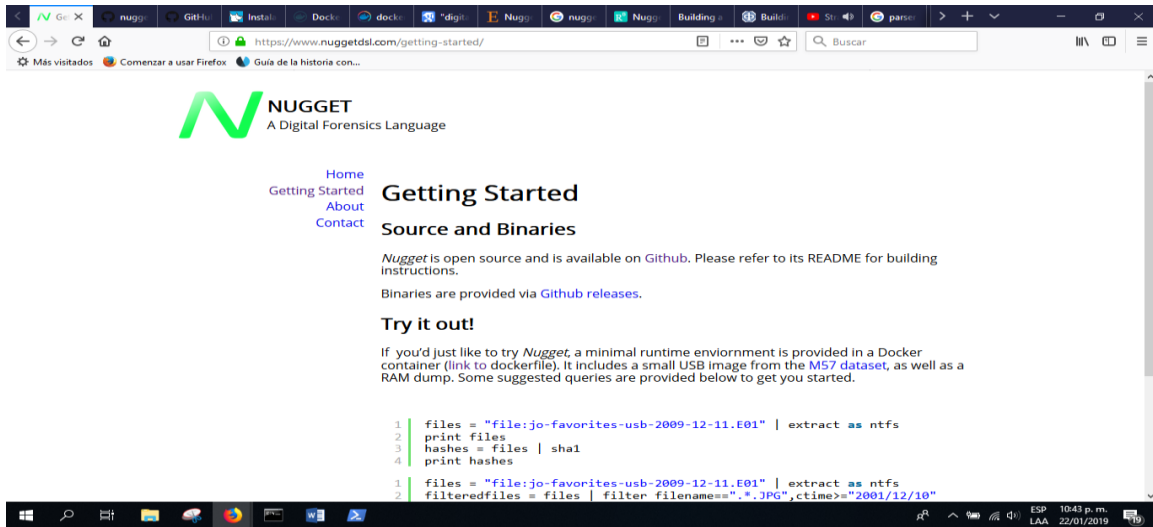 Ge
nugge
GitHu
Instala
Docke
docke
"digita
Nugg
nugge
Nugg
Building a
Buildin
Str
parser
https://www.nuggetdsl.com/getting-started/
Buscar
Más visitados Comenzar a usar Firefox Guía de la historia con...
NUGGET
A Digital Forensics Language
Home
Getting Started
About
Contact
Getting Started
Source and Binaries
Nugget is open source and is available on Github. Please refer to its README for building
instructions.
Binaries are provided via Github releases.
Try it out!
If you'd just like to try Nugget, a minimal runtime enviornment is provided in a Docker
container (link to dockerfile). It includes a small USB image from the M57 dataset, as well as a
RAM dump. Some suggested queries are provided below to get you started.
1 files = "file:jo-favorites-usb-2009-12-11.E01" | extract as ntfs
2 print files
3 hashes = files | sha1
4 print hashes
1 files = "file:jo-favorites-usb-2009-12-11.E01" | extract as ntfs
2 filteredfiles = files | filter filename==".*.JPG",ctime>="2001/12/10"
ESP 10:43 p. m.
LAA 22/01/2019
19